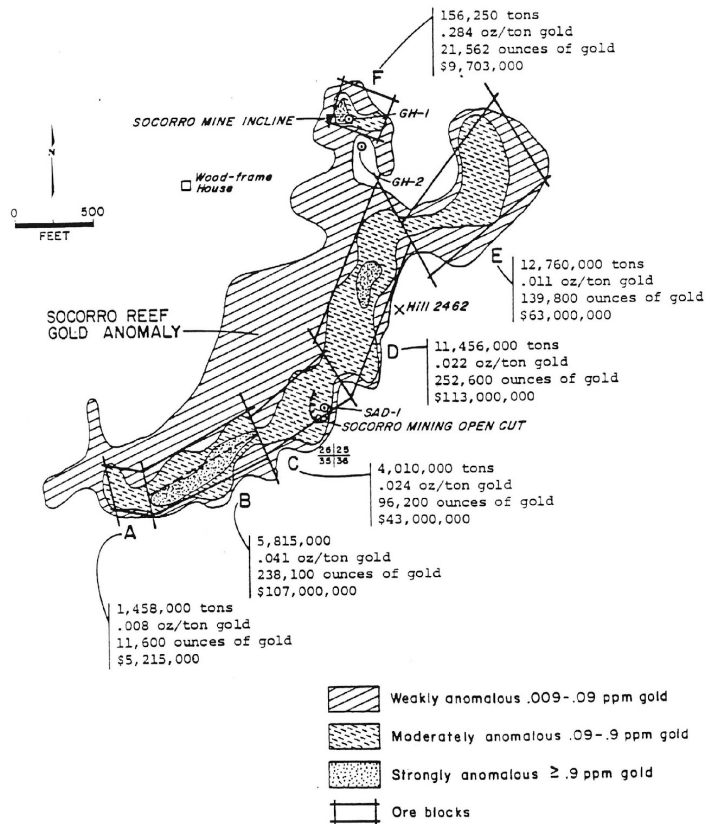 156,250 tons
.284 oz/ton gold
21,562 ounces of gold
$9,703,000
F
GH-1
SOCORRO MINE INCLINE
N
Wood-frame
House
GH-2
0 500
FEET
E
12,760,000 tons
.011 oz/ton gold
139,800 ounces of gold
$63,000,000
SOCORRO REEF
GOLD ANOMALY
Hill 2462
D
11,456,000 tons
.022 oz/ton gold
252,600 ounces of gold
$113,000,000
SAD-1
SOCORRO MINING OPEN CUT
26 25
35 36
C
4,010,000 tons
.024 oz/ton gold
96,200 ounces of gold
$43,000,000
B
5,815,000
.041 oz/ton gold
238,100 ounces of gold
$107,000,000
A
1,458,000 tons
.008 oz/ton gold
11,600 ounces of gold
$5,215,000
Weakly anomalous .009-.09 ppm gold
Moderately anomalous .09-.9 ppm gold
Strongly anomalous ≥ .9 ppm gold
Ore blocks